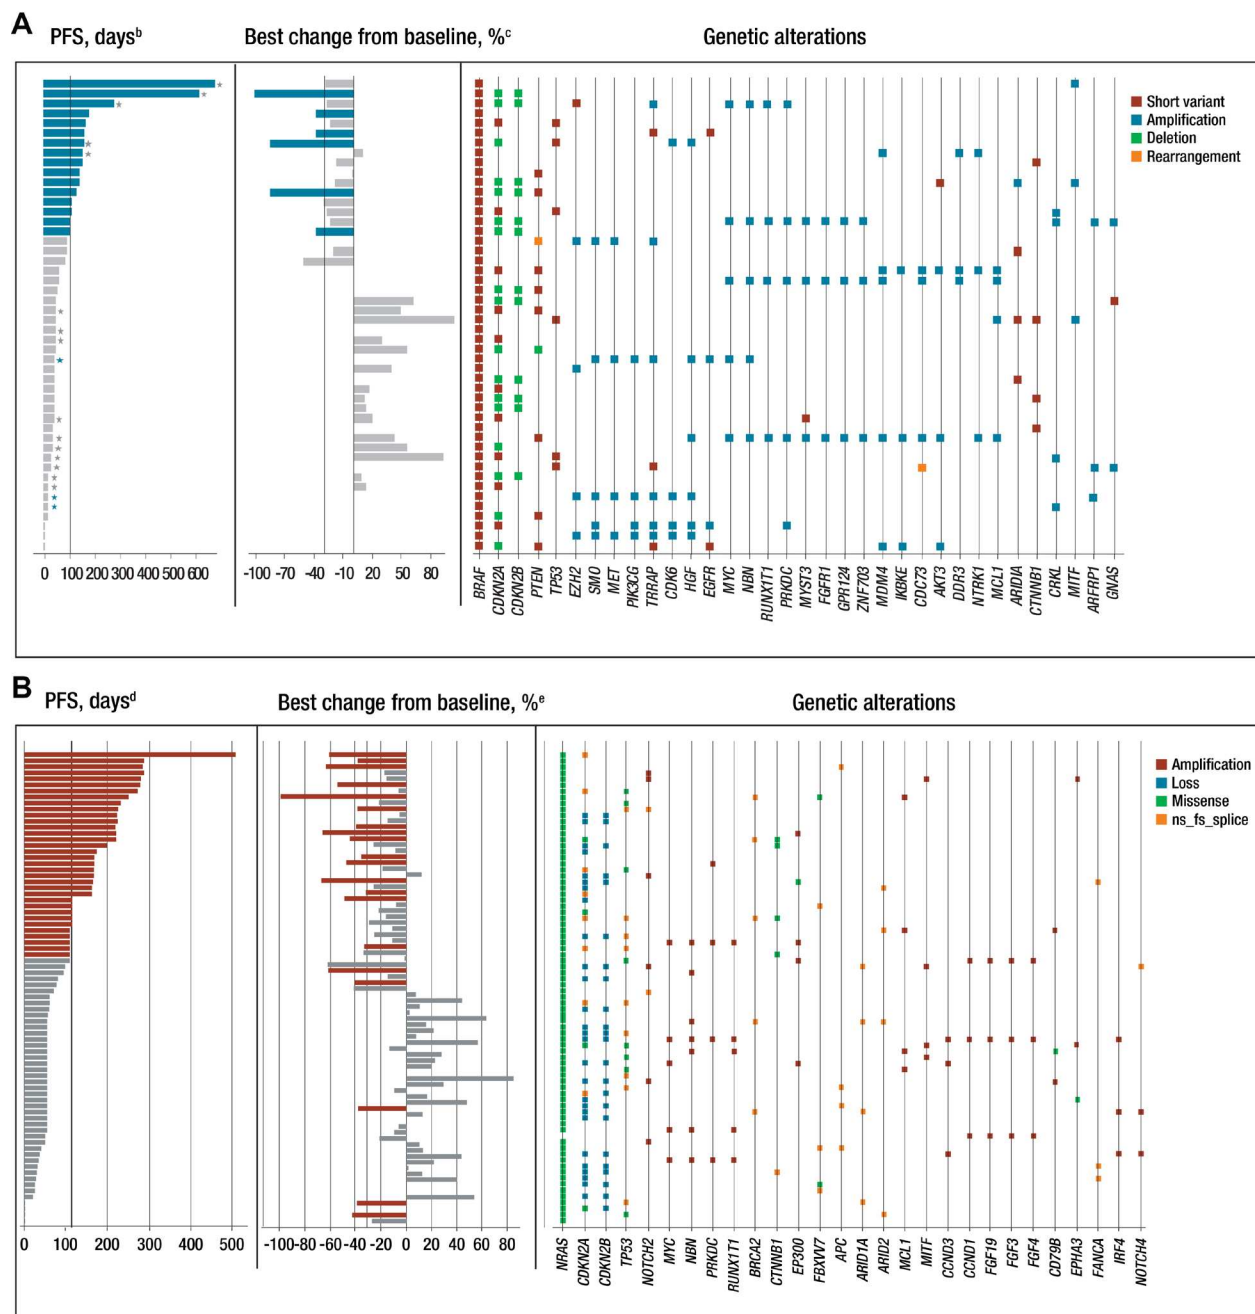 A
PFS, days^b
Best change from baseline, %^c
Genetic alterations
Short variant
Amplification
Deletion
Rearrangement
0 100 200 300 400 500 600
-100 -70 -40 -10 20 50 80
BRAF
CDKN2A
CDKN2B
PTEN
TP53
EZH2
SMO
MET
PIK3CG
TRRAP
CDK6
HGF
EGFR
MYC
NBN
RUNX1T1
PRKDC
MYST3
FGFR1
GPR124
ZNF703
MDM4
IKBKE
CDC73
AKT3
DDR3
NTRK1
MCL1
ARIDIA
CTNNB1
CRKL
MITF
ARFRP1
GNAS
B
PFS, days^d
Best change from baseline, %^e
Genetic alterations
Amplification
Loss
Missense
ns_fs_splice
0 100 200 300 400 500
-100 -80 -60 -40 -20 0 20 40 60 80
NRAS
CDKN2A
CDKN2B
TP53
NOTCH2
MYC
NBN
PRKDC
RUNX1T1
BRCA2
CTNNB1
EP300
FBXVV7
APC
ARID1A
ARID2
MCL1
MITF
CCND3
CCND1
FGF19
FGF3
FGF4
CD79B
EPHA3
FANCA
IRF4
NOTCH4